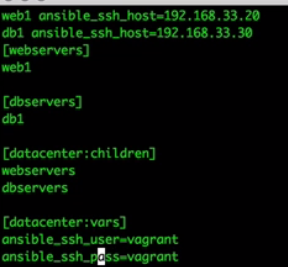 web1 ansible_ssh_host=192.168.33.20
db1 ansible_ssh_host=192.168.33.30
[webservers]
web1
[dbservers]
db1
[datacenter:children]
webservers
dbservers
[datacenter:vars]
ansible_ssh_user=vagrant
ansible_ssh_pass=vagrant